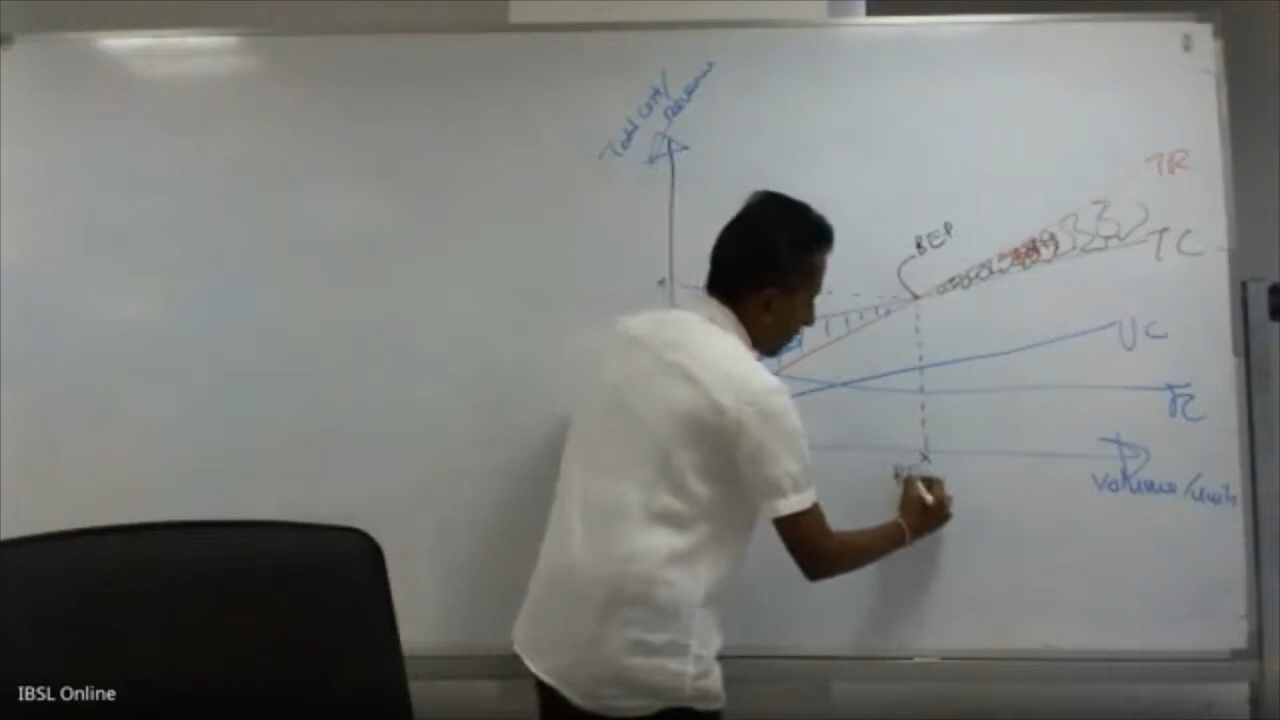 Total cost/
Revenue
TR
BEP
TC
VC
FC
Volume/units
IBSL Online